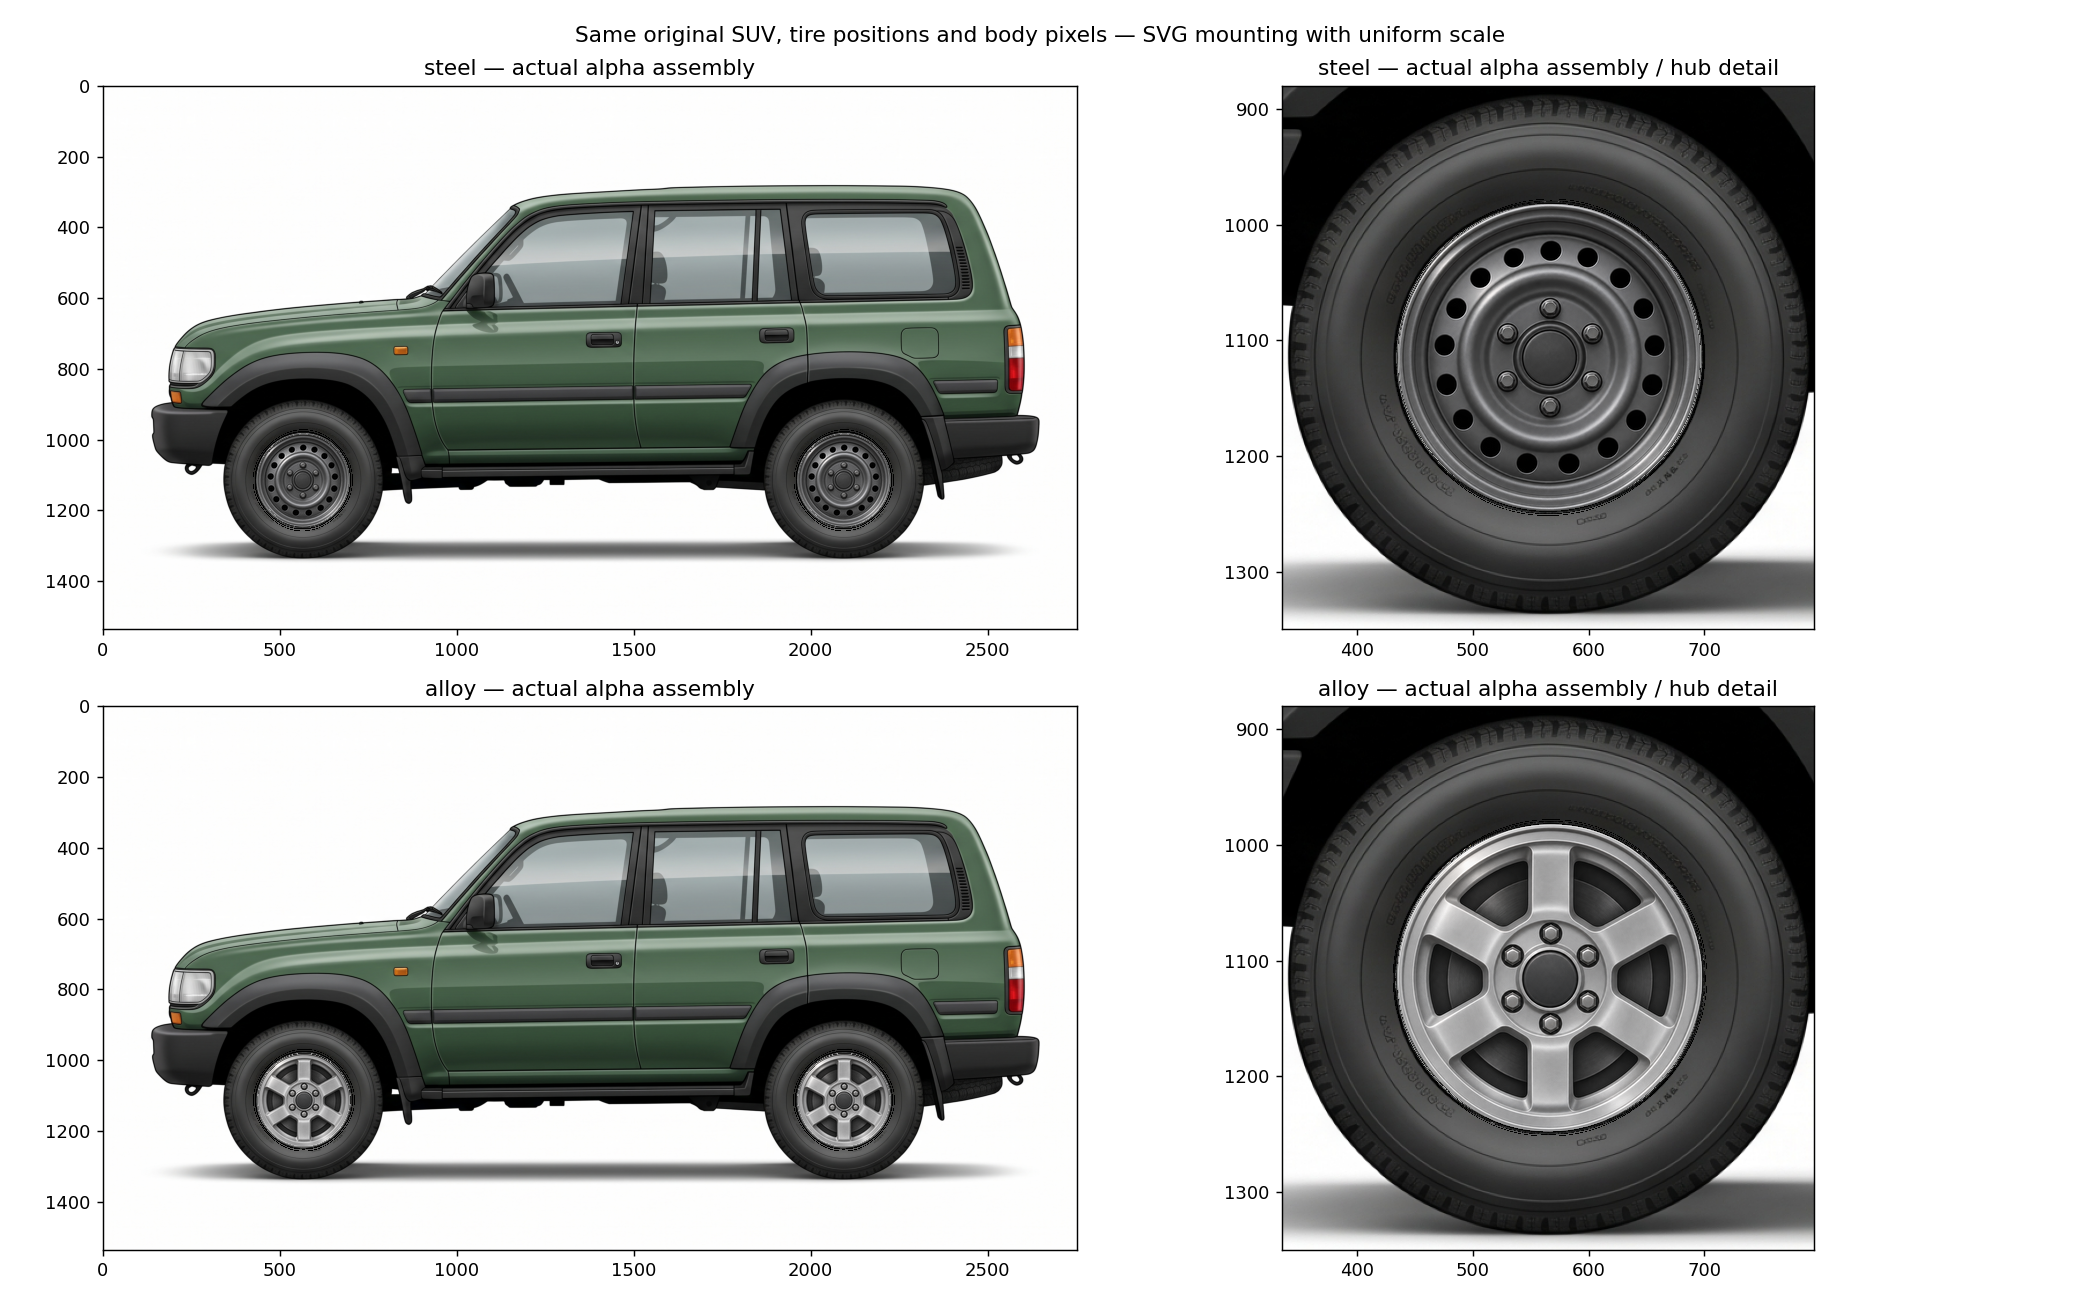 Same original SUV, tire positions and body pixels — SVG mounting with uniform scale
steel — actual alpha assembly
0
200
400
600
800
1000
1200
1400
0 500 1000 1500 2000 2500
steel — actual alpha assembly / hub detail
900
1000
1100
1200
1300
400 500 600 700
alloy — actual alpha assembly
0
200
400
600
800
1000
1200
1400
0 500 1000 1500 2000 2500
alloy — actual alpha assembly / hub detail
900
1000
1100
1200
1300
400 500 600 700